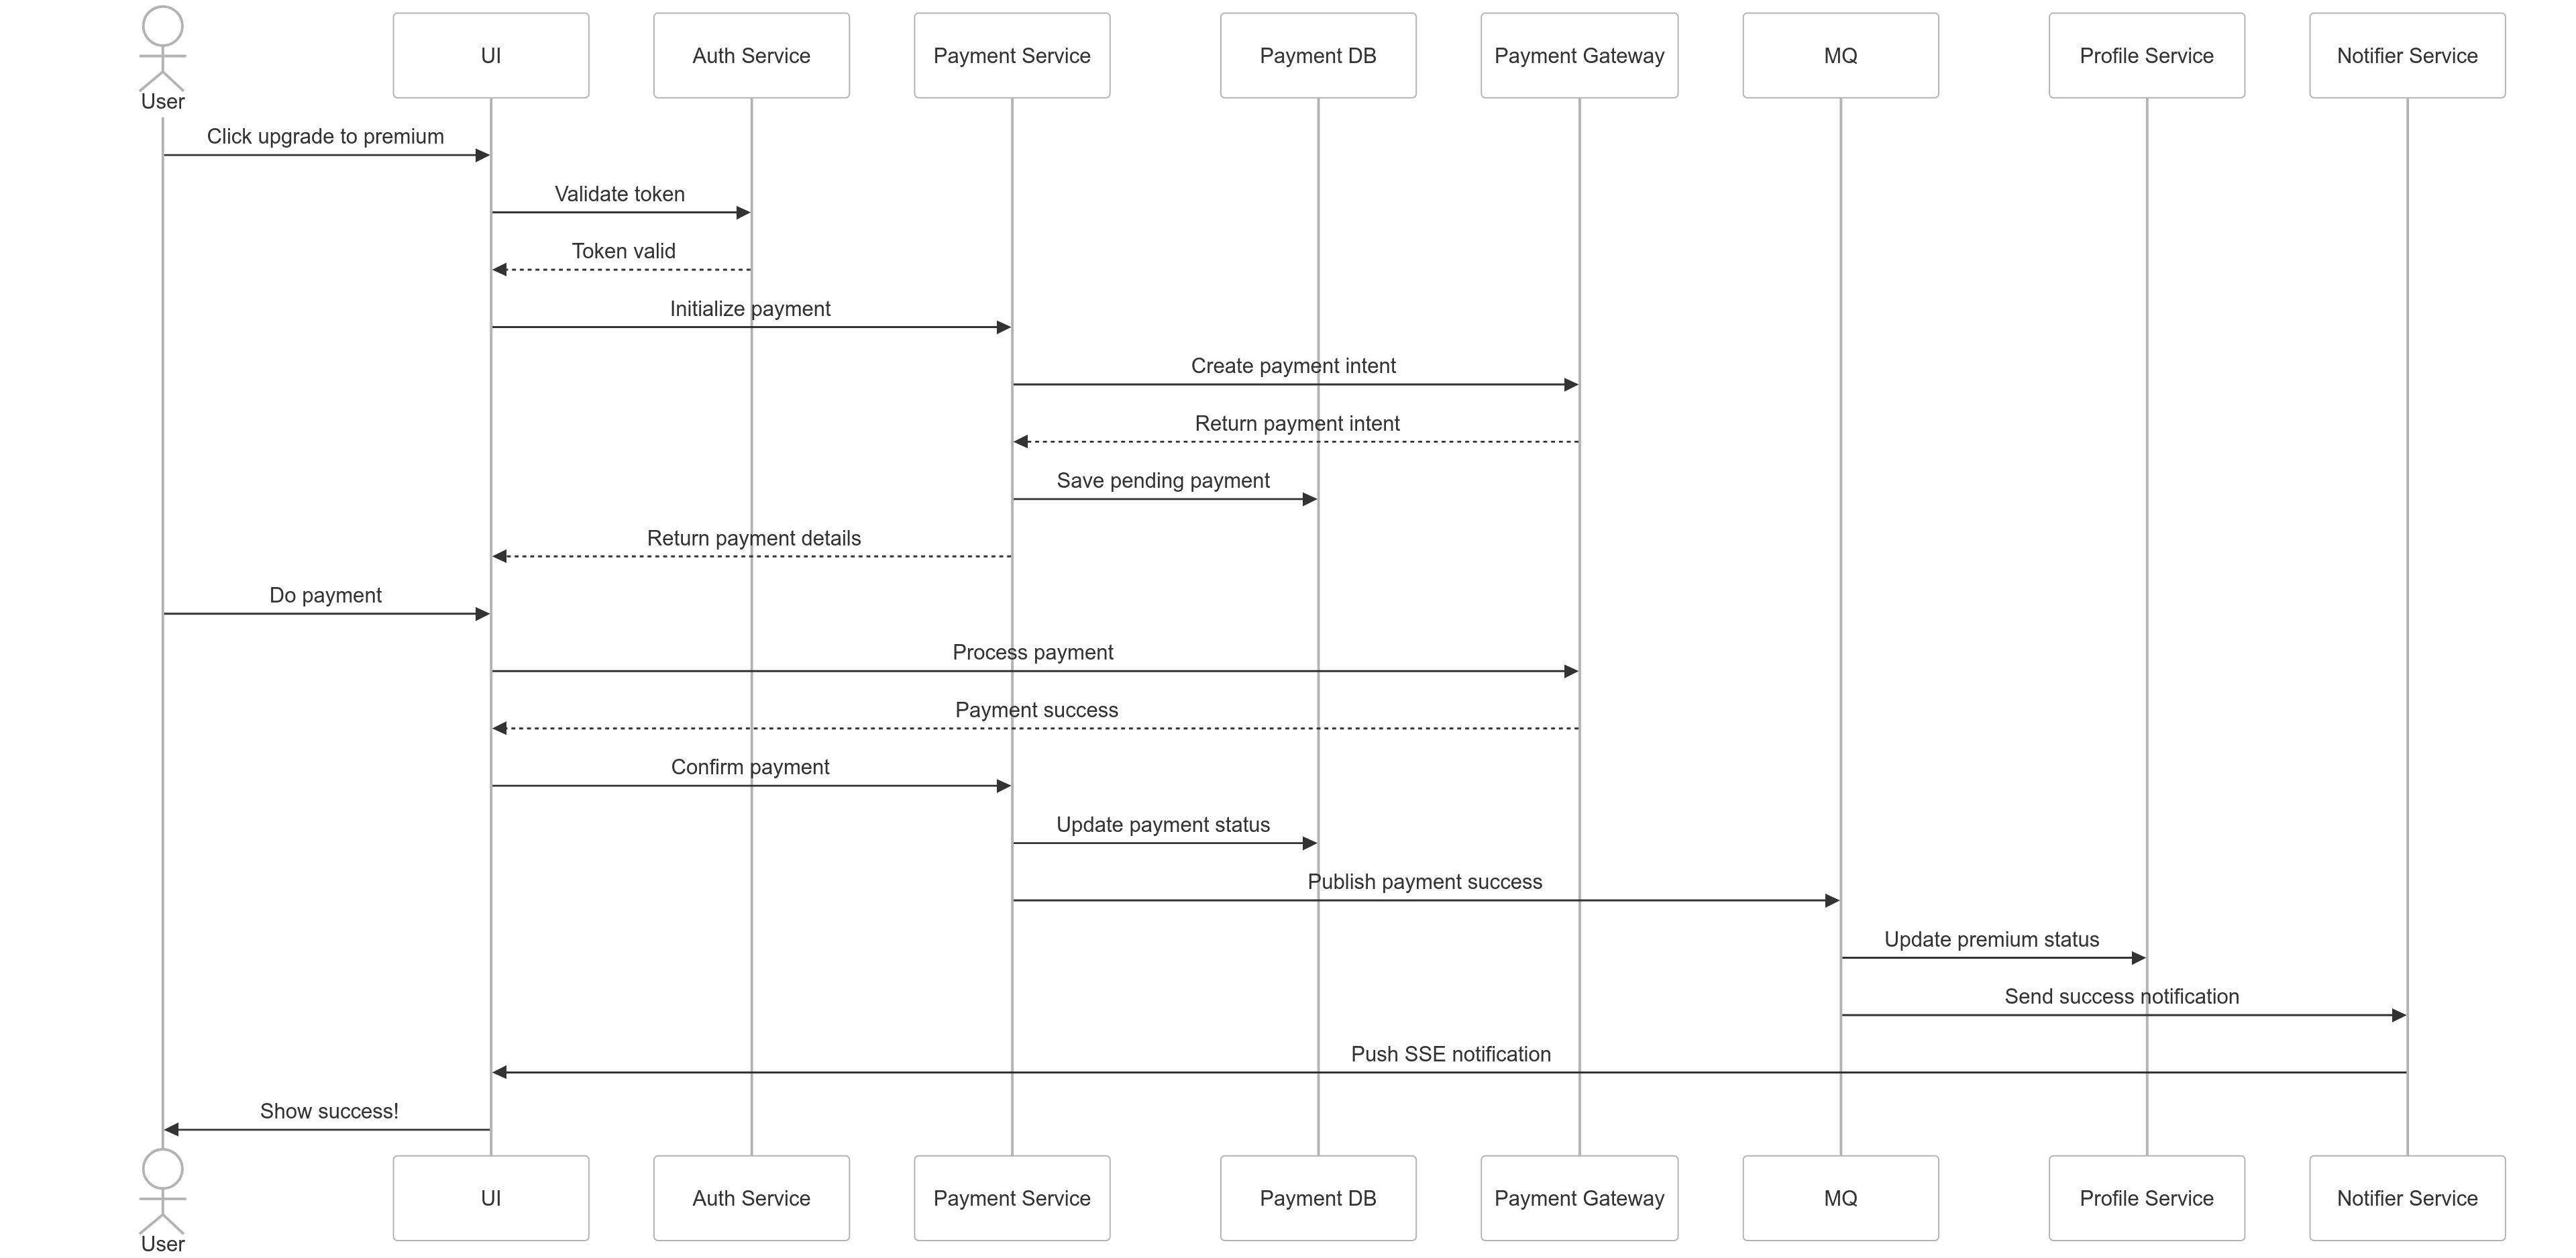 UI
Auth Service
Payment Service
Payment DB
Payment Gateway
MQ
Profile Service
Notifier Service
User
Click upgrade to premium
Validate token
Token valid
Initialize payment
Create payment intent
Return payment intent
Save pending payment
Return payment details
Do payment
Process payment
Payment success
Confirm payment
Update payment status
Publish payment success
Update premium status
Send success notification
Push SSE notification
Show success!
UI
Auth Service
Payment Service
Payment DB
Payment Gateway
MQ
Profile Service
Notifier Service
User